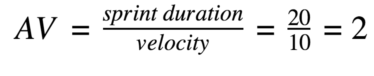 AV = sprint duration / velocity = 20 / 10 = 2